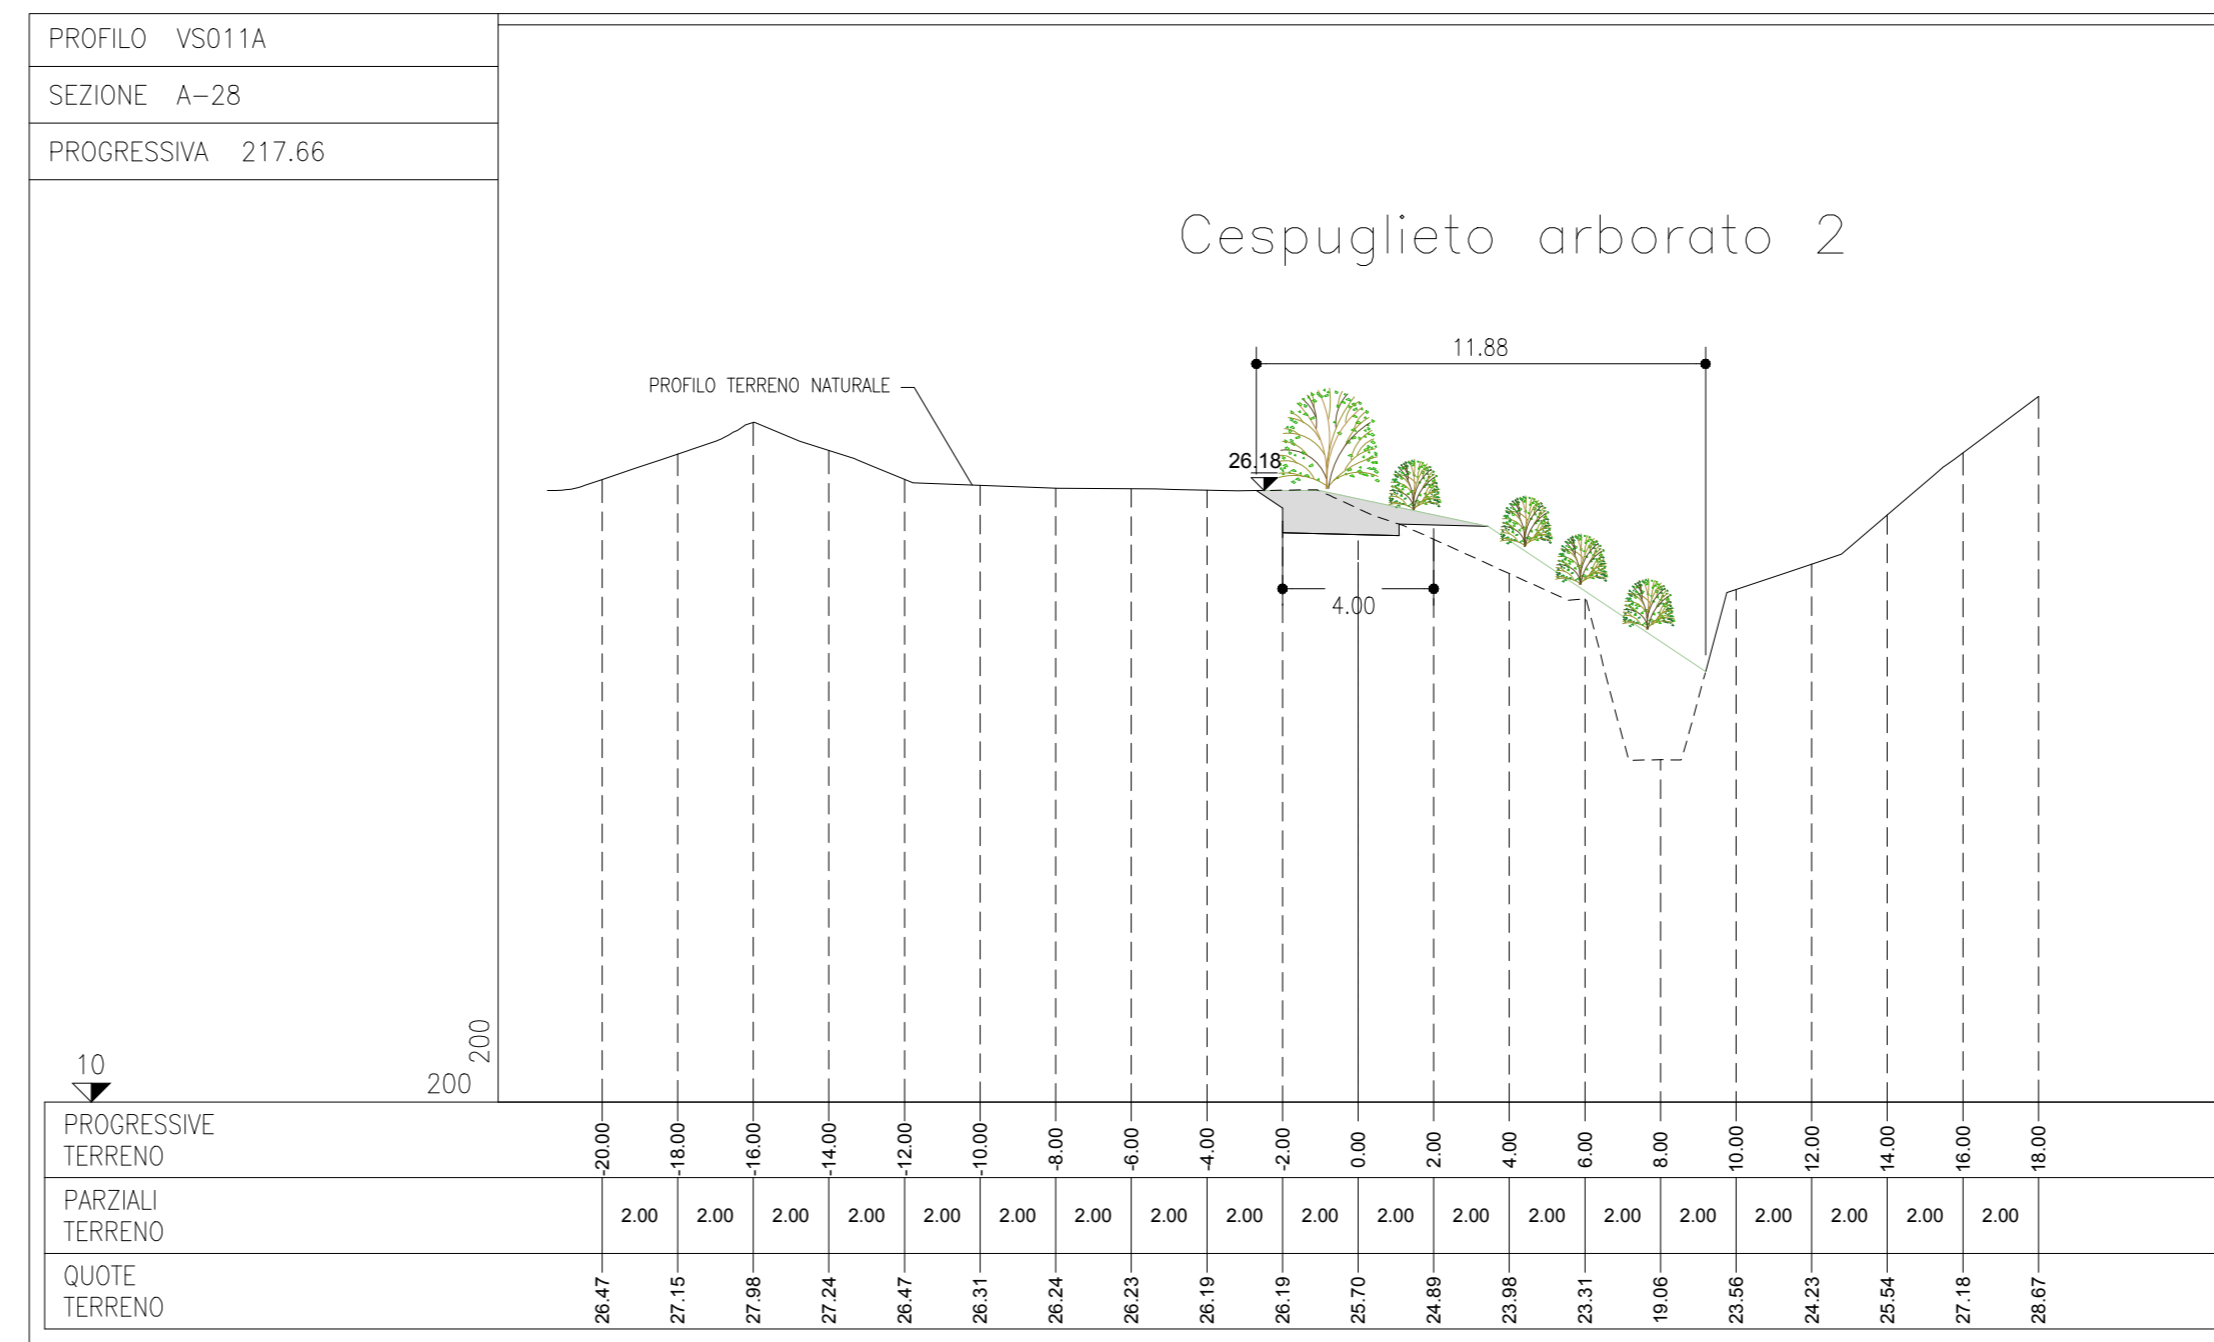 PROFILO VS011A
SEZIONE A-28
PROGRESSIVA 217.66
Cespuglieto arborato 2
11.88
PROFILO TERRENO NATURALE
26.18
4.00
200
10
200
PROGRESSIVE
TERRENO
-20.00 -18.00 -16.00 -14.00 -12.00 -10.00 -8.00 -6.00 -4.00 -2.00 0.00 2.00 4.00 6.00 8.00 10.00 12.00 14.00 16.00 18.00
PARZIALI
TERRENO
2.00 2.00 2.00 2.00 2.00 2.00 2.00 2.00 2.00 2.00 2.00 2.00 2.00 2.00 2.00 2.00 2.00 2.00 2.00
QUOTE
TERRENO
26.47 27.15 27.98 27.24 26.47 26.31 26.24 26.23 26.19 26.19 25.70 24.89 23.98 23.31 19.06 23.56 24.23 25.54 27.18 28.67